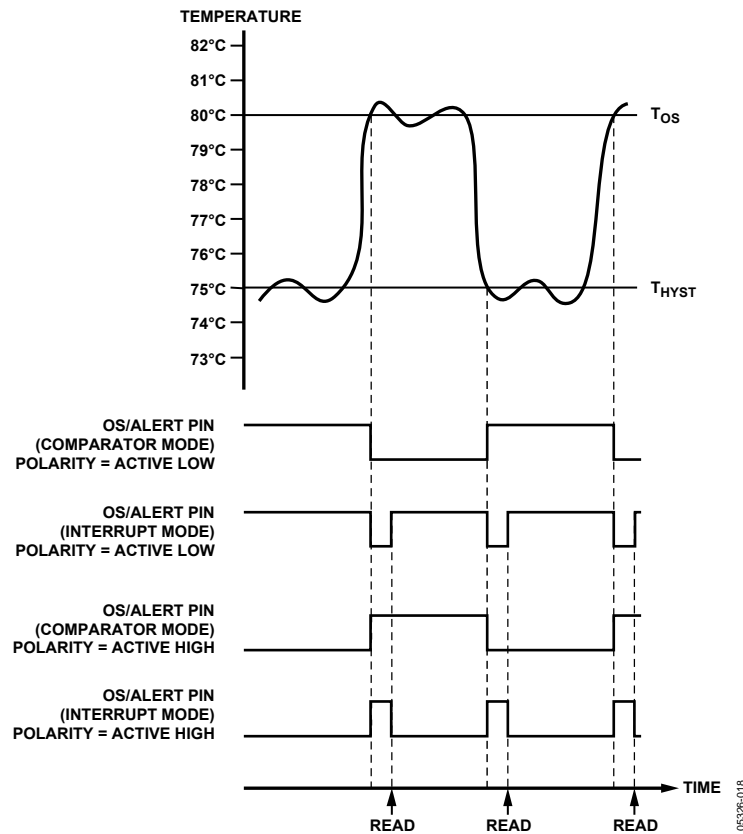 TEMPERATURE
82°C
81°C
80°C
79°C
78°C
77°C
76°C
75°C
74°C
73°C
TOS
THYST
OS/ALERT PIN
(COMPARATOR MODE)
POLARITY = ACTIVE LOW
OS/ALERT PIN
(INTERRUPT MODE)
POLARITY = ACTIVE LOW
OS/ALERT PIN
(COMPARATOR MODE)
POLARITY = ACTIVE HIGH
OS/ALERT PIN
(INTERRUPT MODE)
POLARITY = ACTIVE HIGH
TIME
READ
READ
READ
05326-018